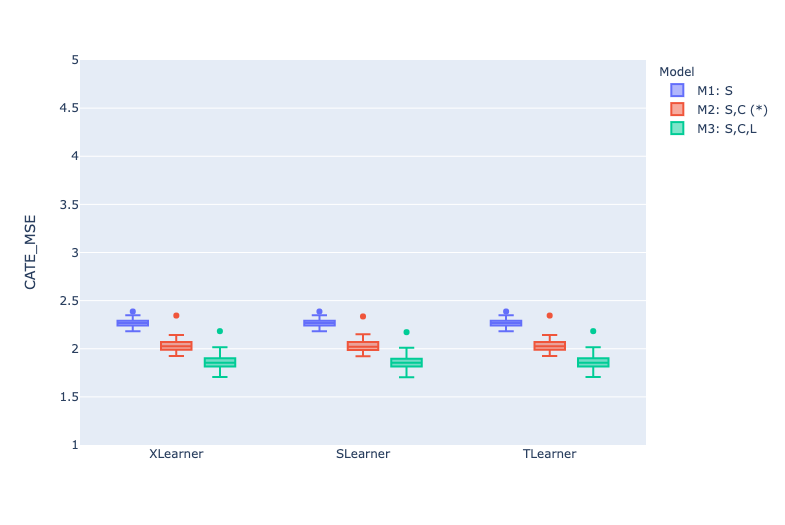 5
4.5
4
3.5
3
2.5
2
1.5
1
CATE_MSE
XLearner
SLearner
TLearner
Model
M1: S
M2: S,C (*)
M3: S,C,L